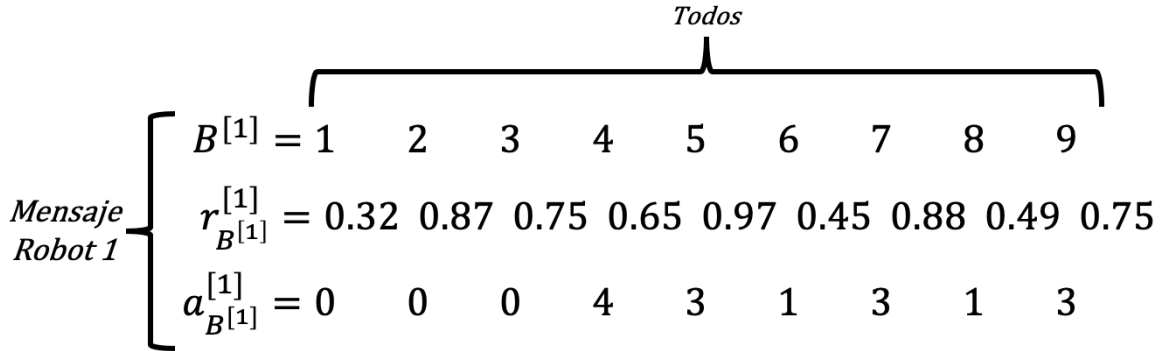 Todos
B^[1] = 1 2 3 4 5 6 7 8 9
Mensaje
Robot 1
r_{B^[1]}^[1] = 0.32 0.87 0.75 0.65 0.97 0.45 0.88 0.49 0.75
a_{B^[1]}^[1] = 0 0 0 4 3 1 3 1 3